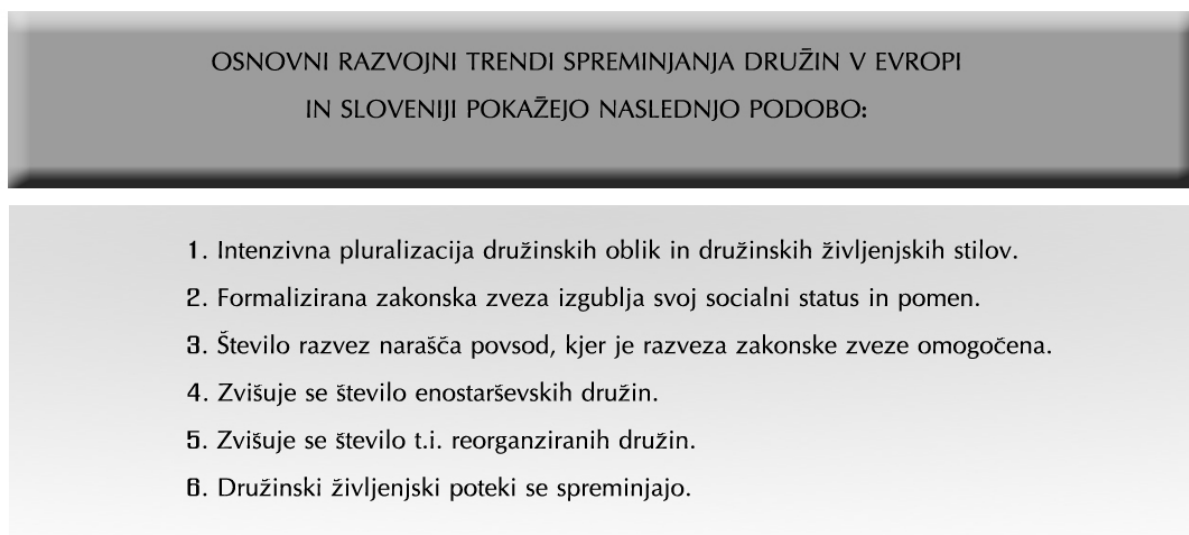 OSNOVNI RAZVOJNI TRENDI SPREMINJANJA DRUŽIN V EVROPI
IN SLOVENIJI POKAŽEJO NASLEDNJO PODOBO:
1. Intenzivna pluralizacija družinskih oblik in družinskih življenjskih stilov.
2. Formalizirana zakonska zveza izgublja svoj socialni status in pomen.
3. Število razvez narašča povsod, kjer je razveza zakonske zveze omogočena.
4. Zvišuje se število enostarševskih družin.
5. Zvišuje se število t.i. reorganziranih družin.
6. Družinski življenjski poteki se spreminjajo.